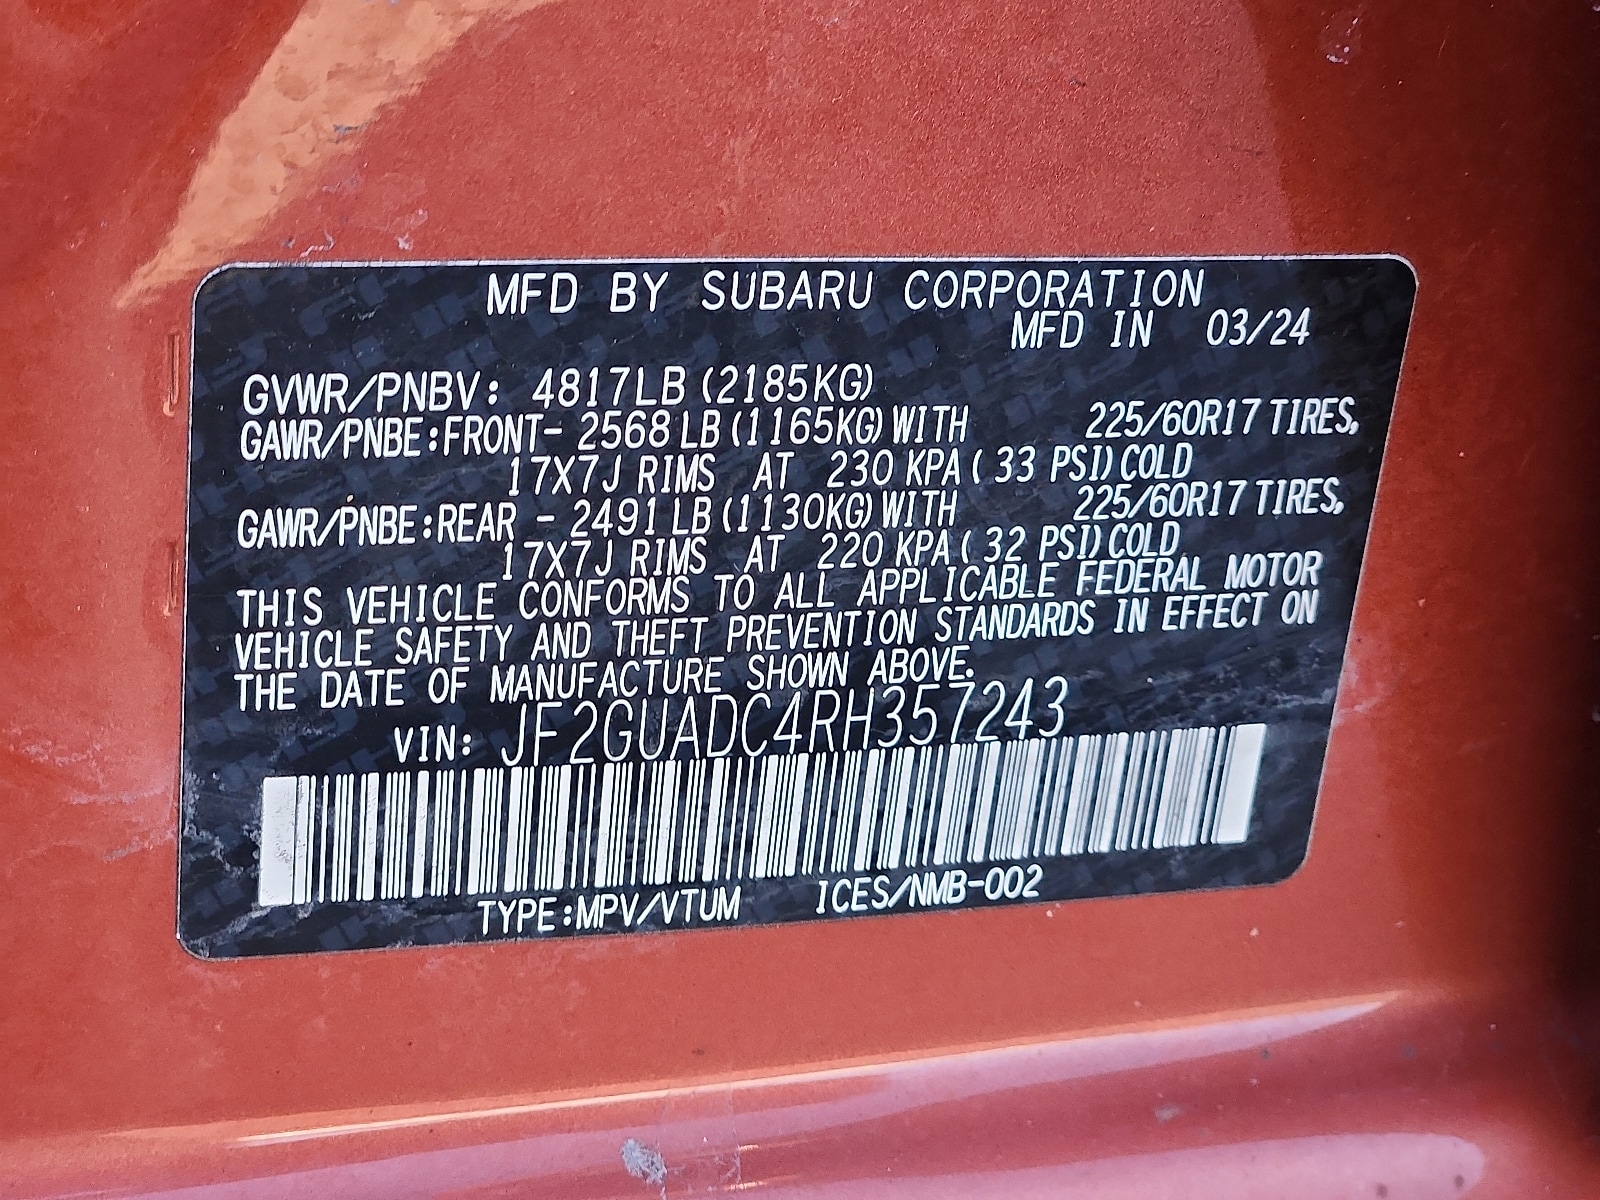 MFD BY SUBARU CORPORATION
MFD IN 03/24
GVWR/PNBV: 4817LB (2185KG)
GAWR/PNBE:FRONT- 2568 LB (1165KG) WITH 225/60R17 TIRES,
17X7J RIMS AT 230 KPA ( 33 PSI) COLD
GAWR/PNBE:REAR - 2491 LB (1130KG) WITH 225/60R17 TIRES,
17X7J RIMS AT 220 KPA ( 32 PSI) COLD
THIS VEHICLE CONFORMS TO ALL APPLICABLE FEDERAL MOTOR
VEHICLE SAFETY AND THEFT PREVENTION STANDARDS IN EFFECT ON
THE DATE OF MANUFACTURE SHOWN ABOVE.
VIN: JF2GUADC4RH357243
TYPE:MPV/VTUM ICES/NMB-002